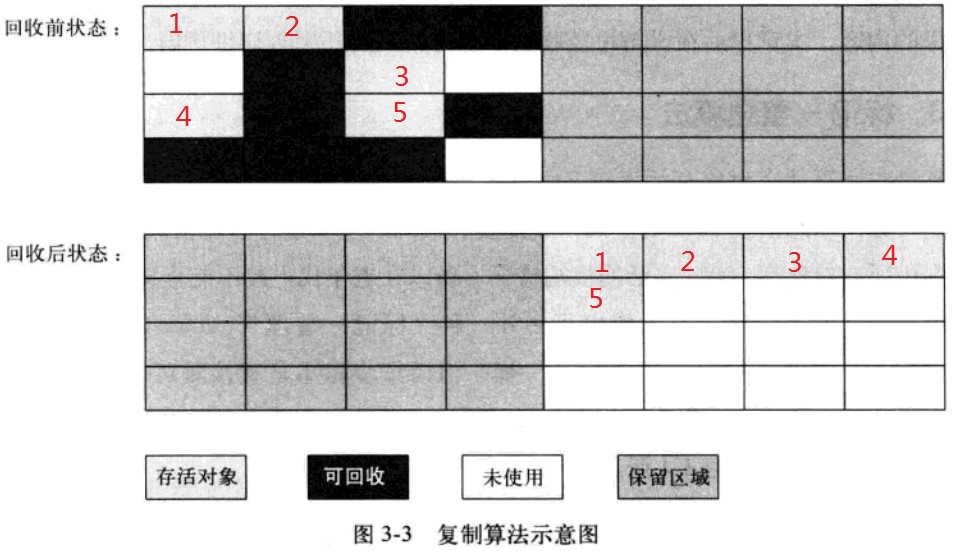 回收前状态：
1 2
3
4 5
回收后状态：
1 2 3 4
5
存活对象 可回收 未使用 保留区域
图 3-3 复制算法示意图